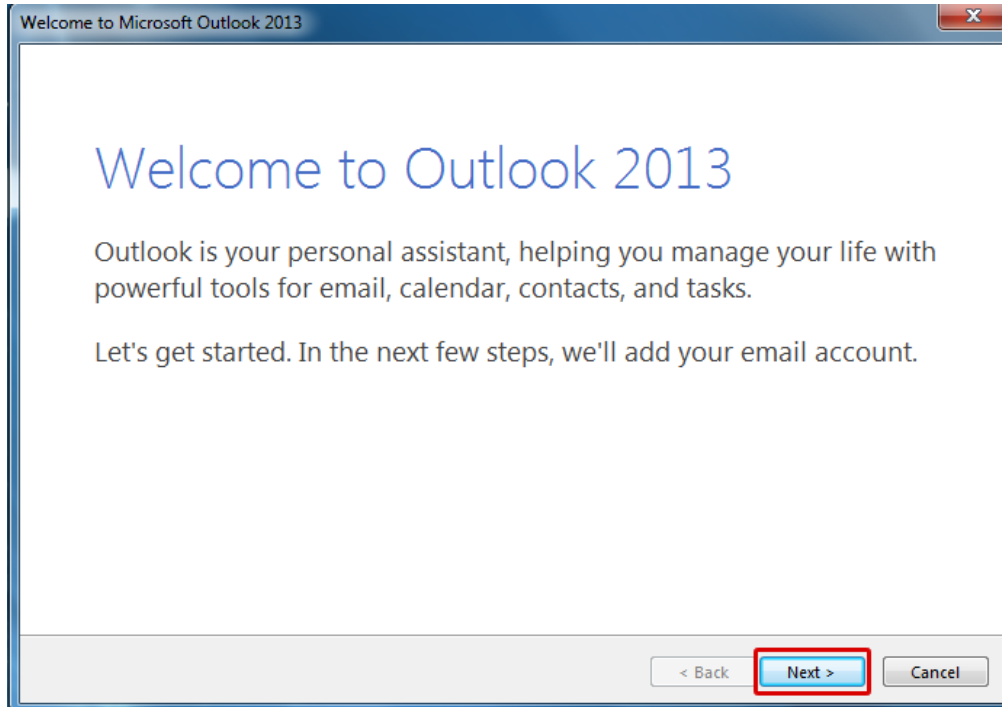 Welcome to Microsoft Outlook 2013
x
Welcome to Outlook 2013
Outlook is your personal assistant, helping you manage your life with
powerful tools for email, calendar, contacts, and tasks.
Let's get started. In the next few steps, we'll add your email account.
< Back Next > Cancel